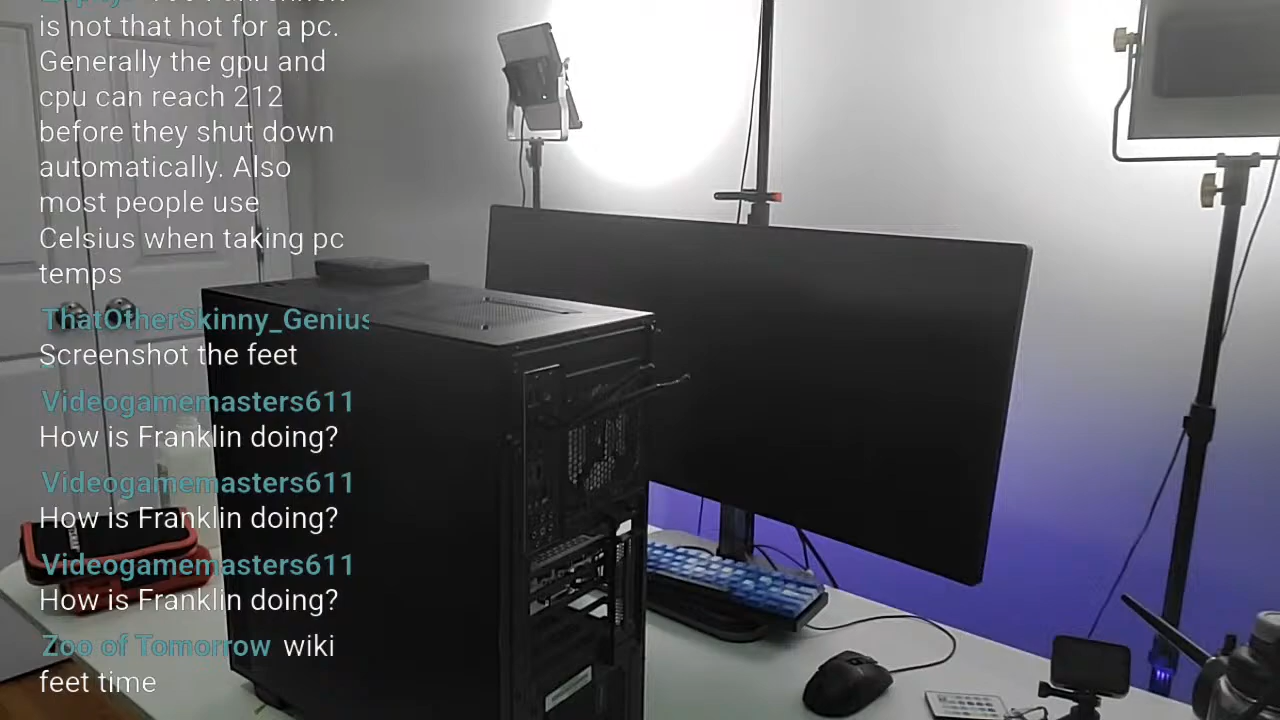 is not that hot for a pc.
Generally the gpu and
cpu can reach 212
before they shut down
automatically. Also
most people use
Celsius when taking pc
temps
ThatOtherSkinny_Genius
Screenshot the feet
Videogamemasters611
How is Franklin doing?
Videogamemasters611
How is Franklin doing?
Videogamemasters611
How is Franklin doing?
Zoo of Tomorrow wiki
feet time